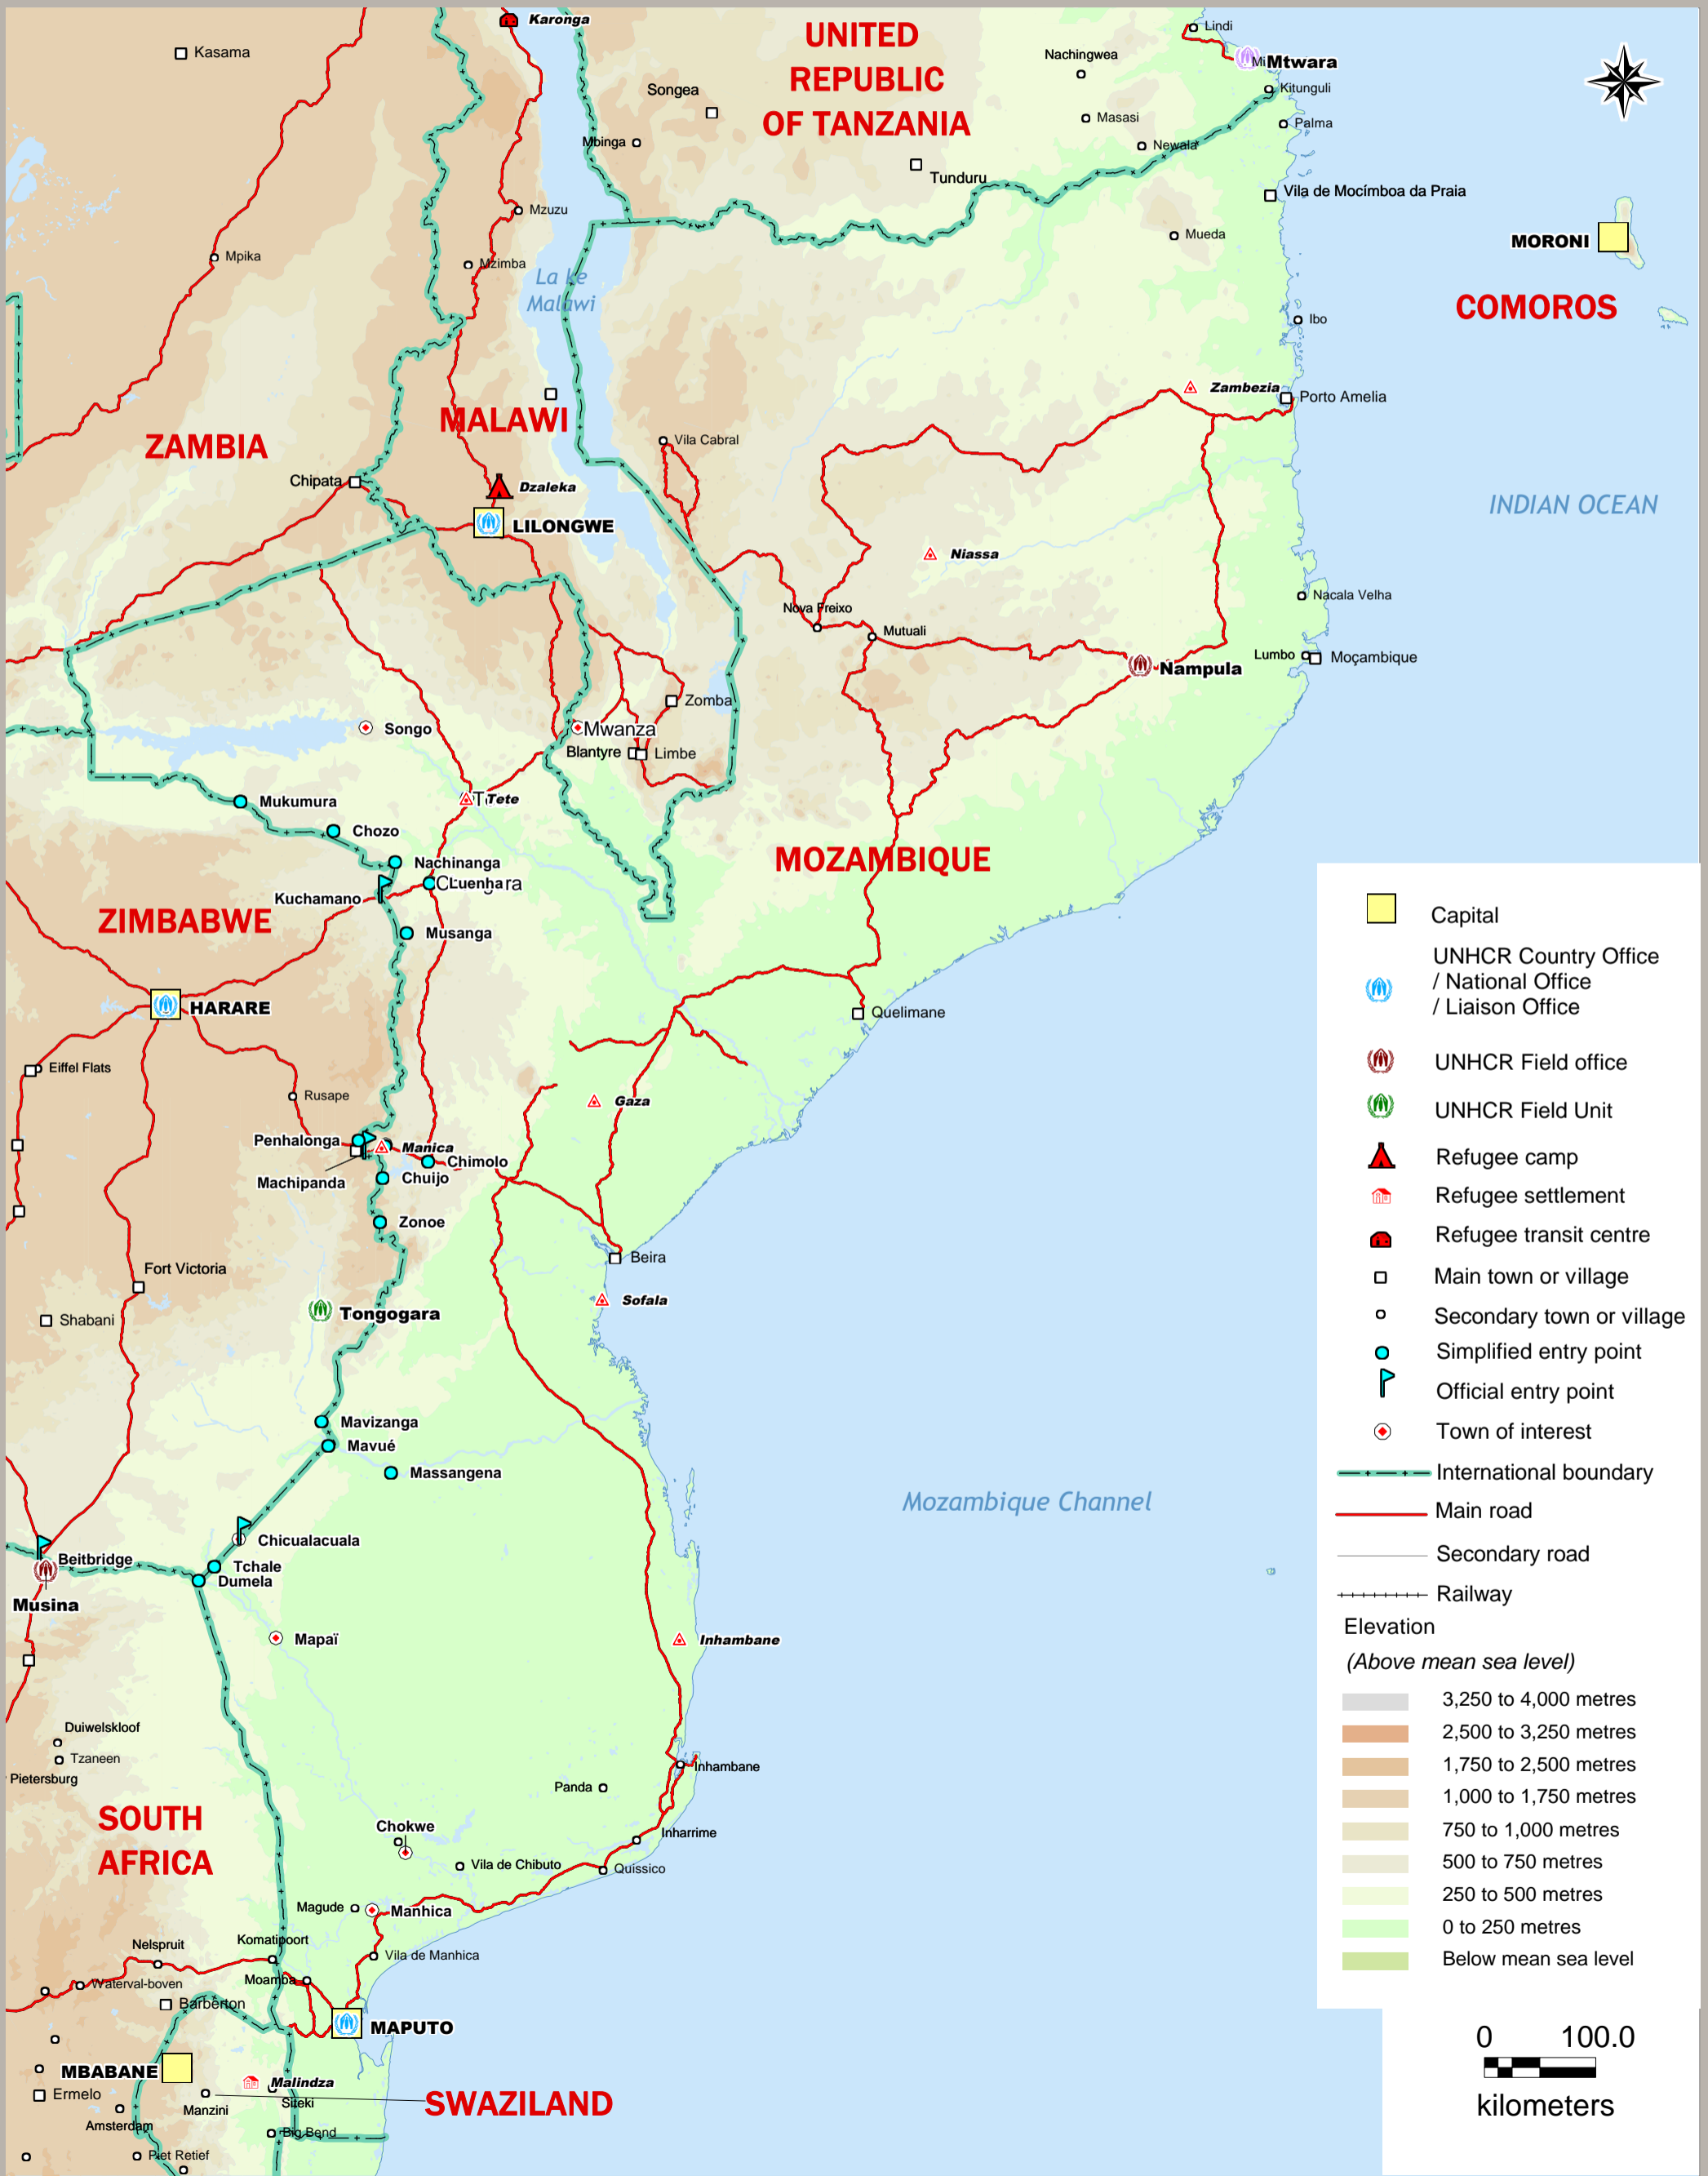 Karonga
Kasama
UNITED
REPUBLIC
OF TANZANIA
Lindi
Nachingwea
Mtwara
Kitunguli
Songea
Masasi
Palma
Mbinga
Newala
Tunduru
Vila de Mocímboa da Praia
Mzuzu
Mueda
MORONI
Mpika
Mzimba
La ke
Malawi
COMOROS
Ibo
Zambezia
Porto Amelia
MALAWI
ZAMBIA
Vila Cabral
Chipata
Dzaleka
INDIAN OCEAN
LILONGWE
Niassa
Nacala Velha
Nova Freixo
Mutuali
Lumbo
Moçambique
Nampula
Zomba
Songo
Mwanza
Blantyre
Limbe
Tete
Mukumura
Chozo
MOZAMBIQUE
Nachinanga
Luenha
Kuchamano
ZIMBABWE
Musanga
HARARE
Quelimane
Eiffel Flats
Rusape
Gaza
Penhalonga
Manica
Chimolo
Machipanda
Chuijo
Zonoe
Beira
Fort Victoria
Sofala
Tongogara
Shabani
Mavizanga
Mavué
Massangena
Mozambique Channel
Chicualacuala
Beitbridge
Tchale
Dumela
Musina
Mapaï
Inhambane
Duiwelskloof
Tzaneen
Pietersburg
Inhambane
Panda
SOUTH
AFRICA
Chokwe
Inharrime
Vila de Chibuto
Quissico
Magude
Manhica
Nelspruit
Komatipoort
Vila de Manhica
Waterval-boven
Moamba
Barberton
MAPUTO
MBABANE
Malindza
Ermelo
Manzini
Siteki
SWAZILAND
Amsterdam
Big Bend
Piet Retief
Capital
UNHCR Country Office
/ National Office
/ Liaison Office
UNHCR Field office
UNHCR Field Unit
Refugee camp
Refugee settlement
Refugee transit centre
Main town or village
Secondary town or village
Simplified entry point
Official entry point
Town of interest
International boundary
Main road
Secondary road
Railway
Elevation
(Above mean sea level)
3,250 to 4,000 metres
2,500 to 3,250 metres
1,750 to 2,500 metres
1,000 to 1,750 metres
750 to 1,000 metres
500 to 750 metres
250 to 500 metres
0 to 250 metres
Below mean sea level
0 100.0
kilometers